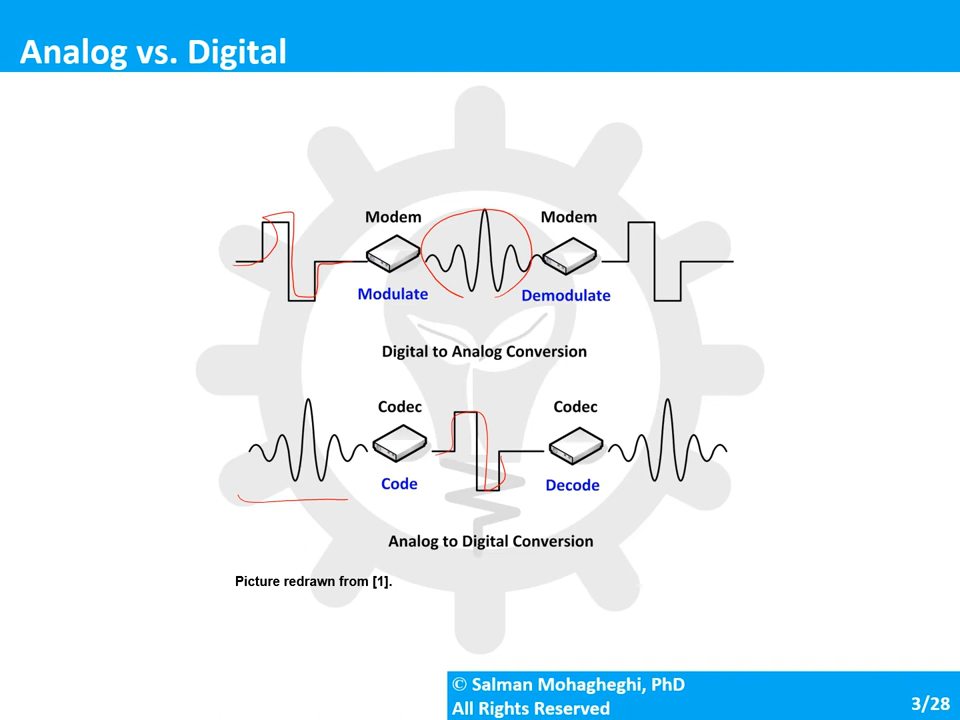 Analog vs. Digital
Modem Modem
Modulate Demodulate
Digital to Analog Conversion
Codec Codec
Code Decode
Analog to Digital Conversion
Picture redrawn from [1].
© Salman Mohagheghi, PhD
All Rights Reserved
3/28